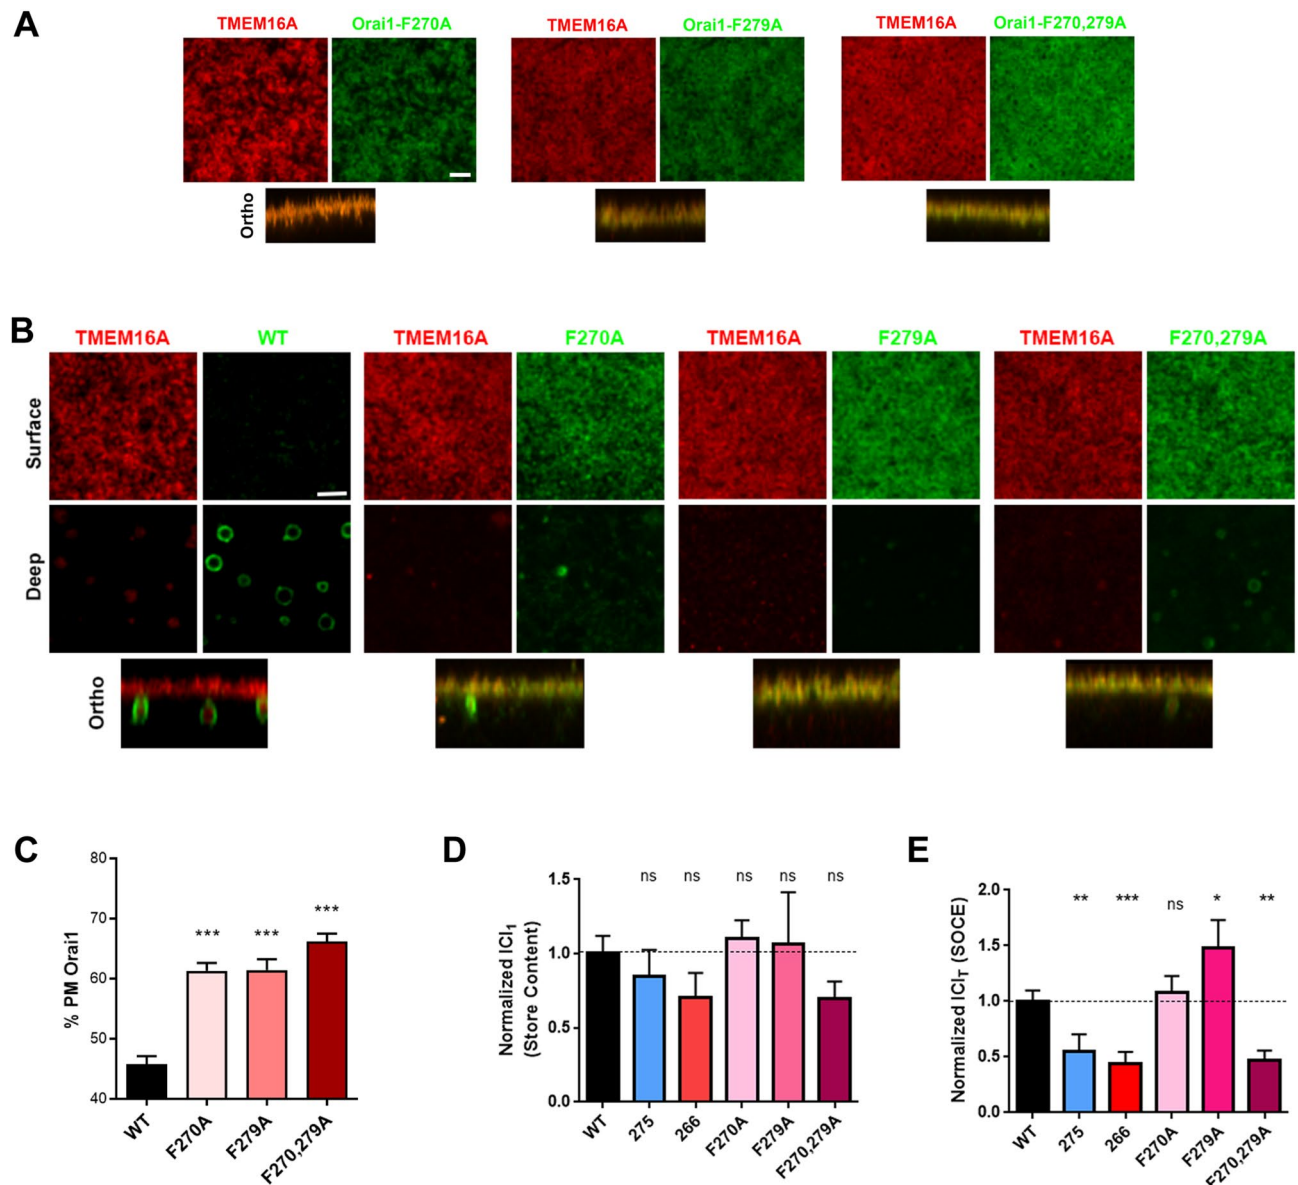 A
TMEM16A Orai1-F270A TMEM16A Orai1-F279A TMEM16A Orai1-F270,279A
Ortho
B
TMEM16A WT TMEM16A F270A TMEM16A F279A TMEM16A F270,279A
Surface
Deep
Ortho
C
% PM Orai1
80
70
60
50
40
*** *** ***
WT F270A F279A F270,279A
D
Normalized ICl1
(Store Content)
1.5
1.0
0.5
0.0
ns ns ns ns ns
WT 275 266 F270A F279A F270,279A
E
Normalized IClT (SOCE)
2.0
1.5
1.0
0.5
0.0
** *** ns * **
WT 275 266 F270A F279A F270,279A